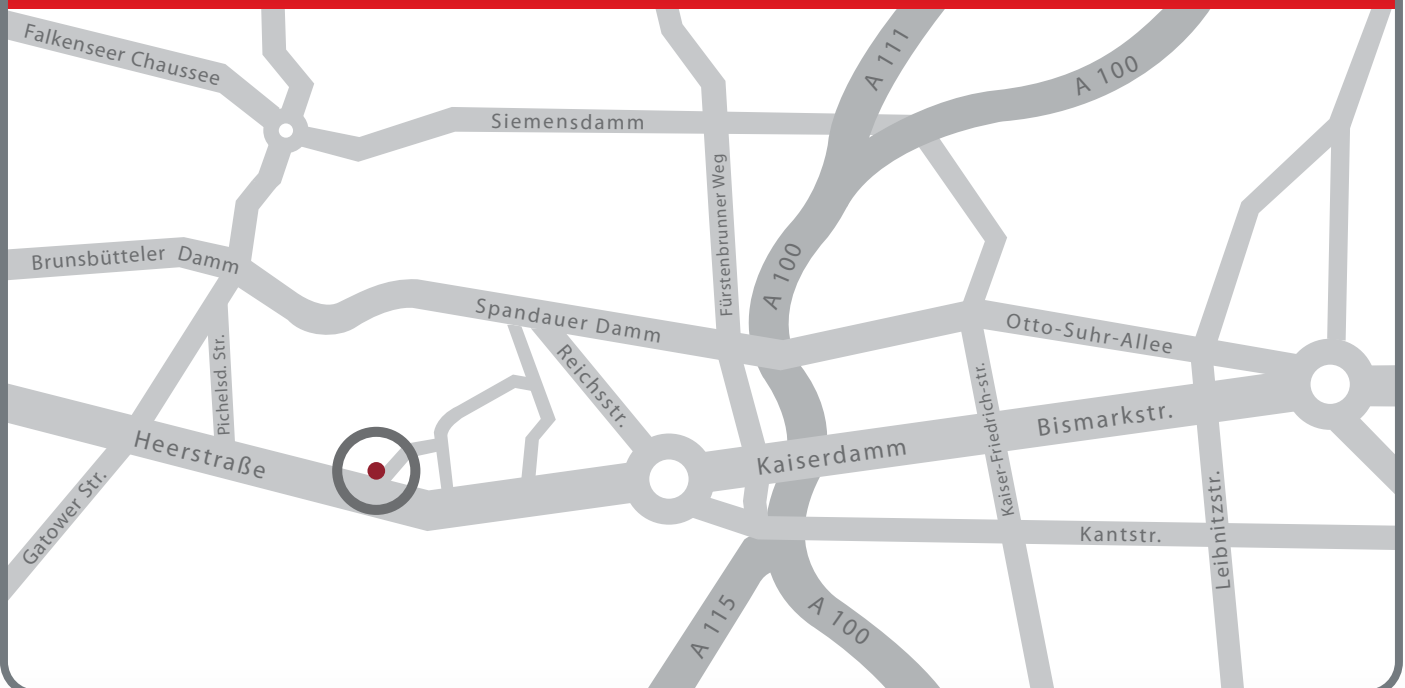 Falkenseer Chaussee
A 111
A 100
Siemensdamm
Fürstenbrunner Weg
Brunsbütteler Damm
A 100
Spandauer Damm
Otto-Suhr-Allee
Pichelsd. Str.
Reichsstr.
Kaiser-Friedrich-str.
Bismarkstr.
Heerstraße
Kaiserdamm
Gatower Str.
Kantstr.
Leibnitzstr.
A 115
A 100